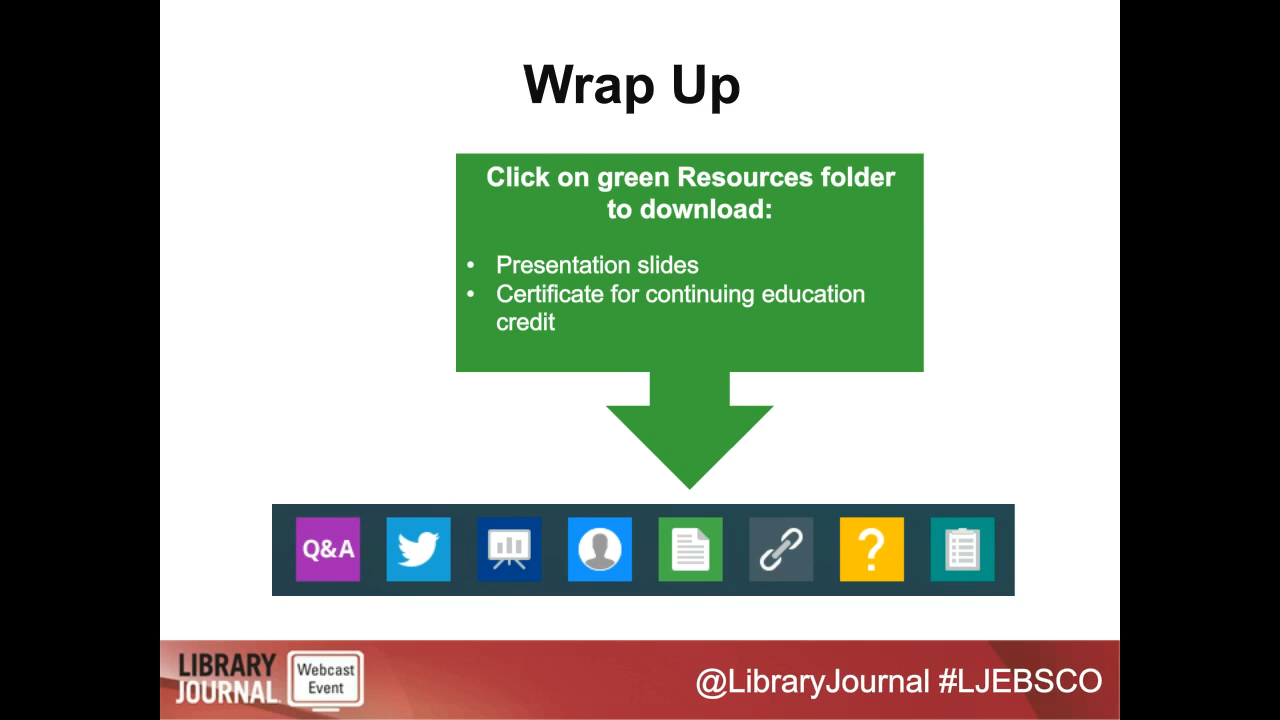 Wrap Up
Click on green Resources folder
to download:
• Presentation slides
• Certificate for continuing education
credit
Q&A
?
LIBRARY
JOURNAL
Webcast
Event
@LibraryJournal #LJEBSCO